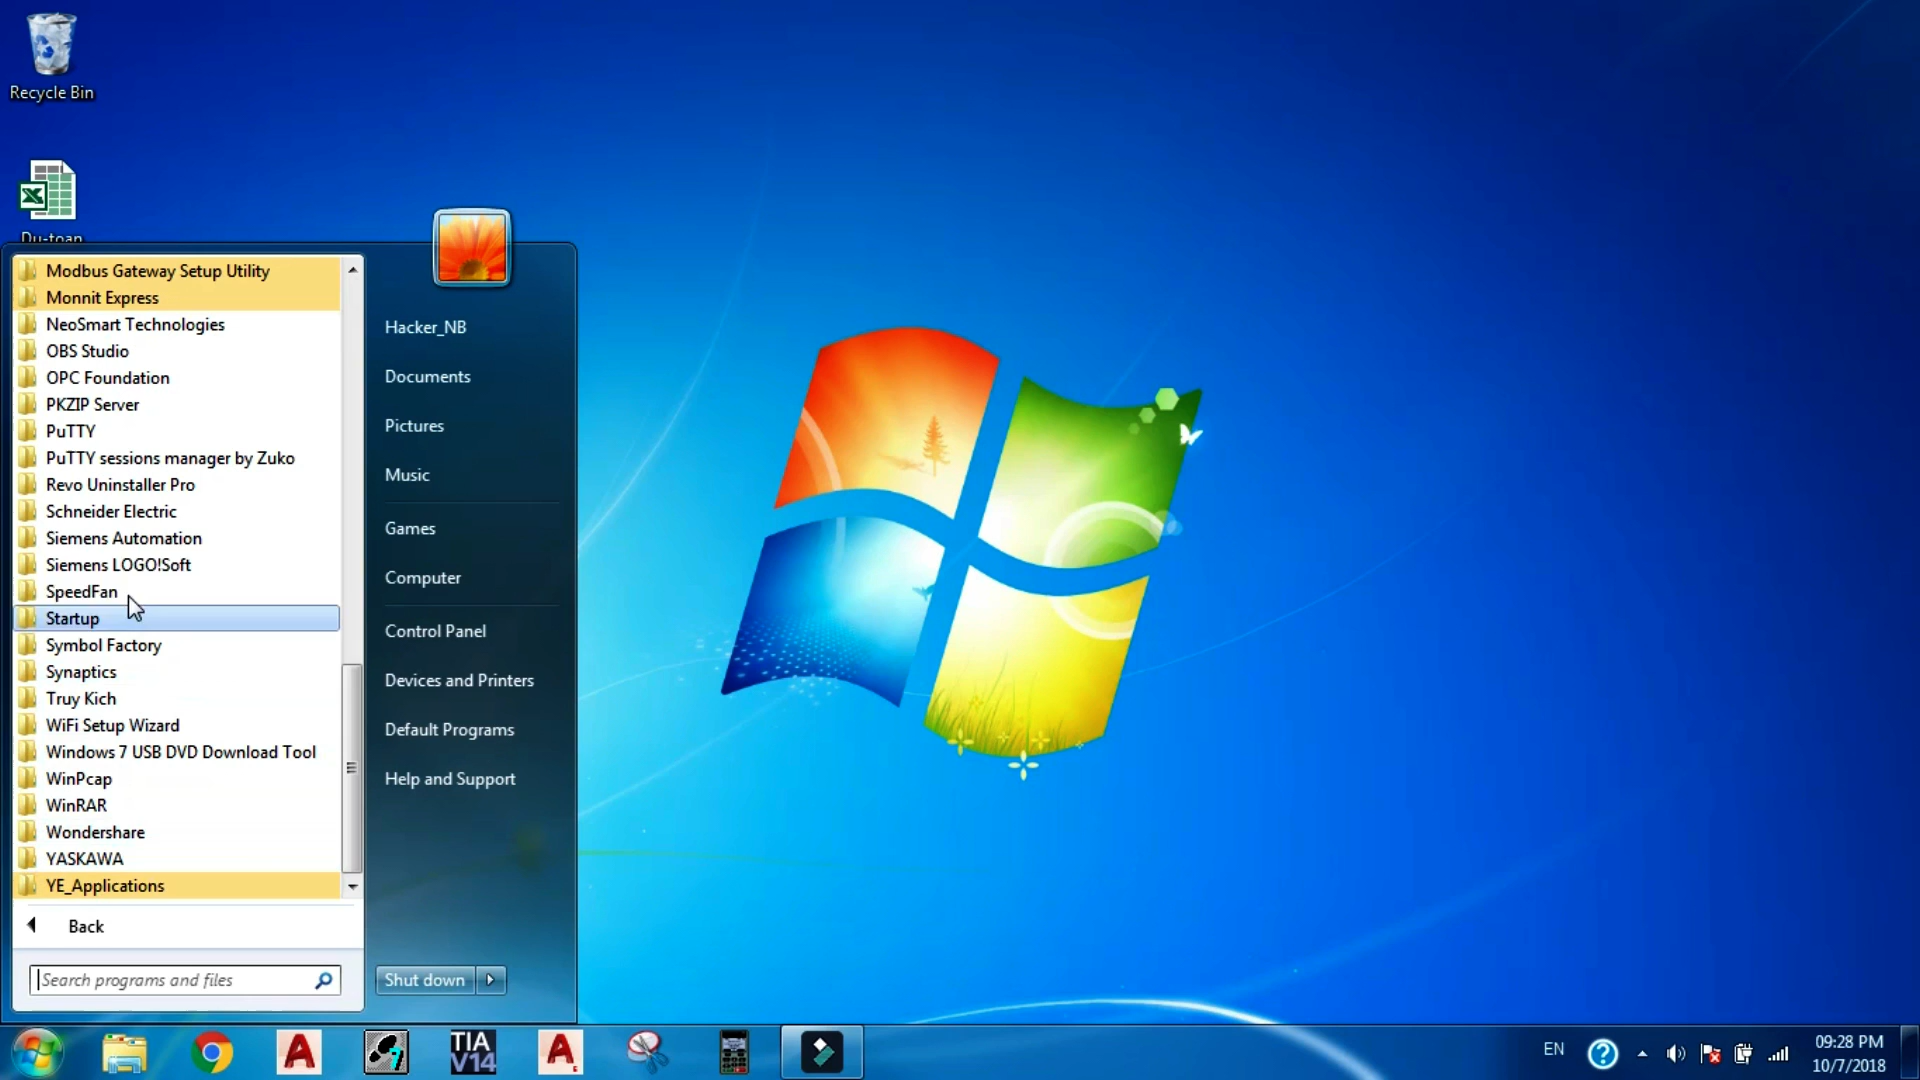 Recycle Bin
Du-toan
Modbus Gateway Setup Utility
Monnit Express
NeoSmart Technologies
OBS Studio
OPC Foundation
PKZIP Server
PuTTY
PuTTY sessions manager by Zuko
Revo Uninstaller Pro
Schneider Electric
Siemens Automation
Siemens LOGO!Soft
SpeedFan
Startup
Symbol Factory
Synaptics
Truy Kich
WiFi Setup Wizard
Windows 7 USB DVD Download Tool
WinPcap
WinRAR
Wondershare
YASKAWA
YE_Applications
Back
Search programs and files
Hacker_NB
Documents
Pictures
Music
Games
Computer
Control Panel
Devices and Printers
Default Programs
Help and Support
Shut down
TIA
V14
EN
09:28 PM
10/7/2018